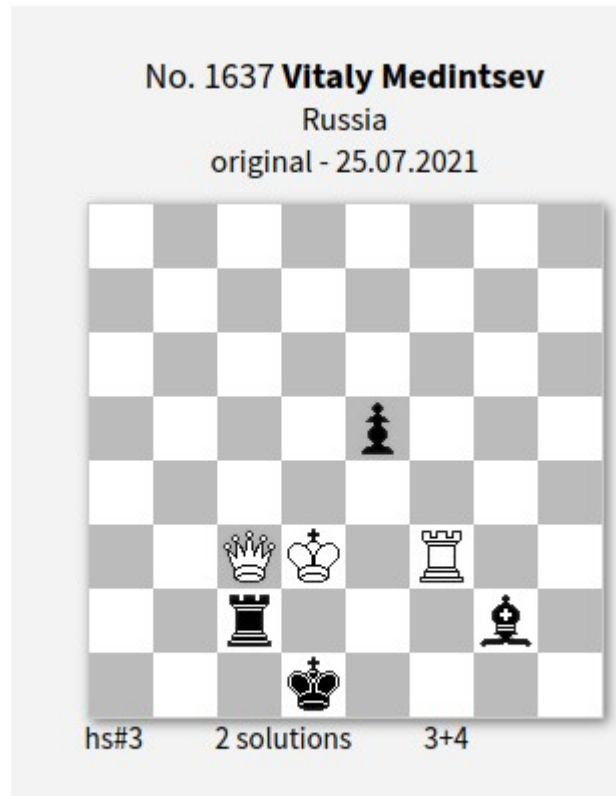 No. 1637 Vitaly Medintsev
Russia
original - 25.07.2021
hs#3 2 solutions 3+4